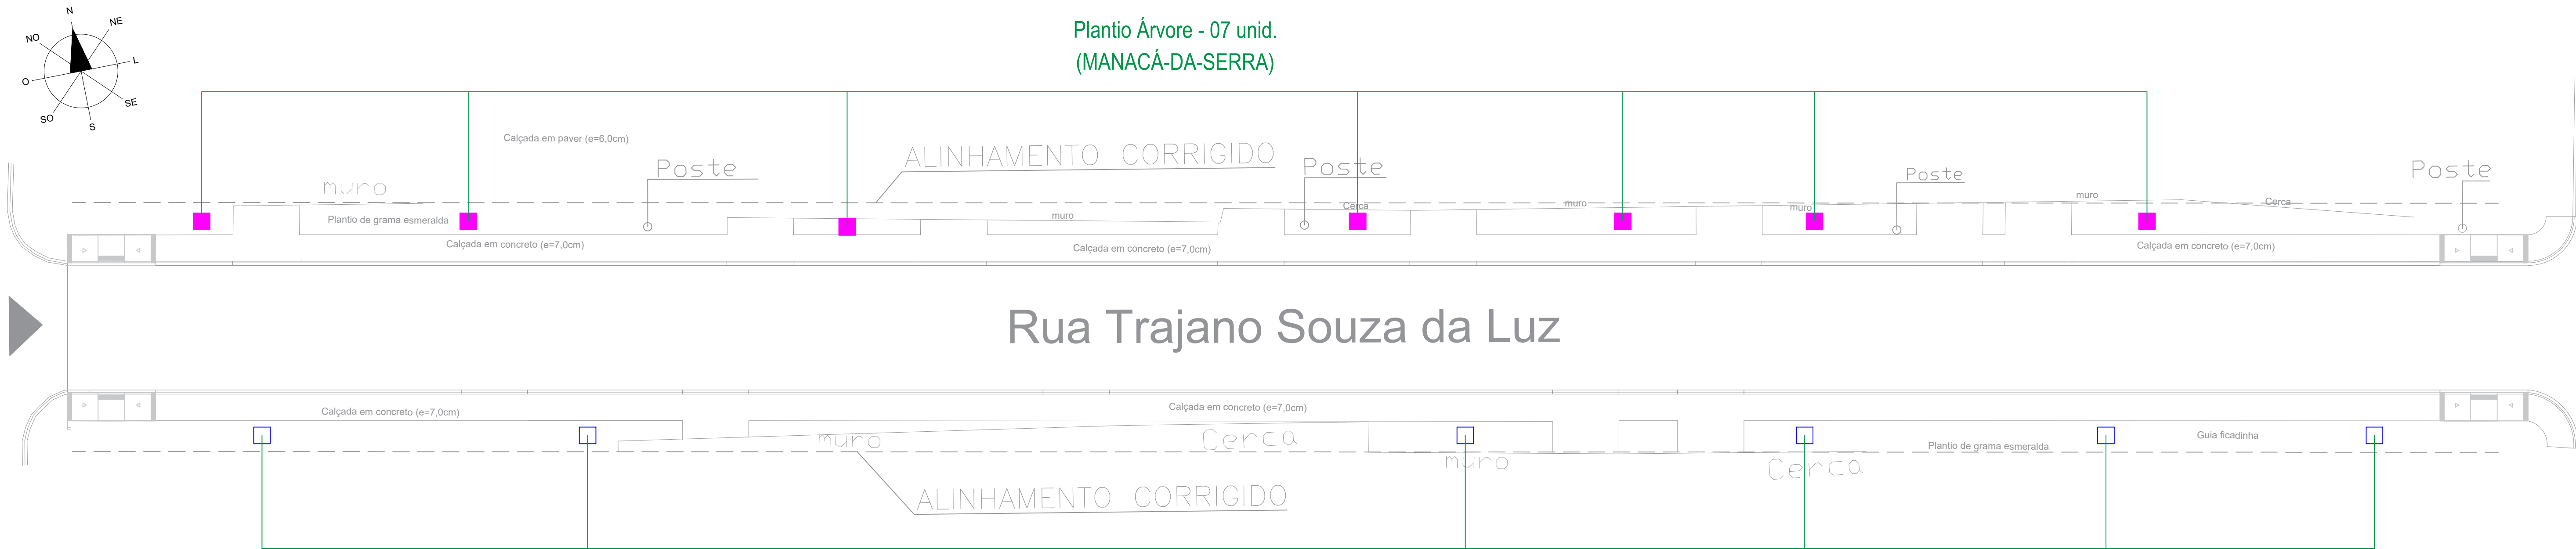 N
NE
NO
L
O
SE
SO
S
Plantio Árvore - 07 unid.
(MANACÁ-DA-SERRA)
Calçada em paver (e=6,0cm)
ALINHAMENTO CORRIGIDO
Poste
Poste
Poste
Poste
muro
muro
Cerca
muro
muro
muro
Cerca
Plantio de grama esmeralda
Calçada em concreto (e=7,0cm)
Calçada em concreto (e=7,0cm)
Calçada em concreto (e=7,0cm)
Rua Trajano Souza da Luz
Calçada em concreto (e=7,0cm)
Calçada em concreto (e=7,0cm)
muro
Cerca
muro
Cerca
Plantio de grama esmeralda
Guia ficadinha
ALINHAMENTO CORRIGIDO